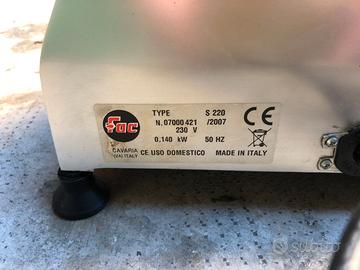 Fac
TYPE S 220
N. 07000421 /2007
230 V
0,140 kW 50 HZ
CE
CAVARIA
(VA) ITALY
CE USO DOMESTICO MADE IN ITALY
subito